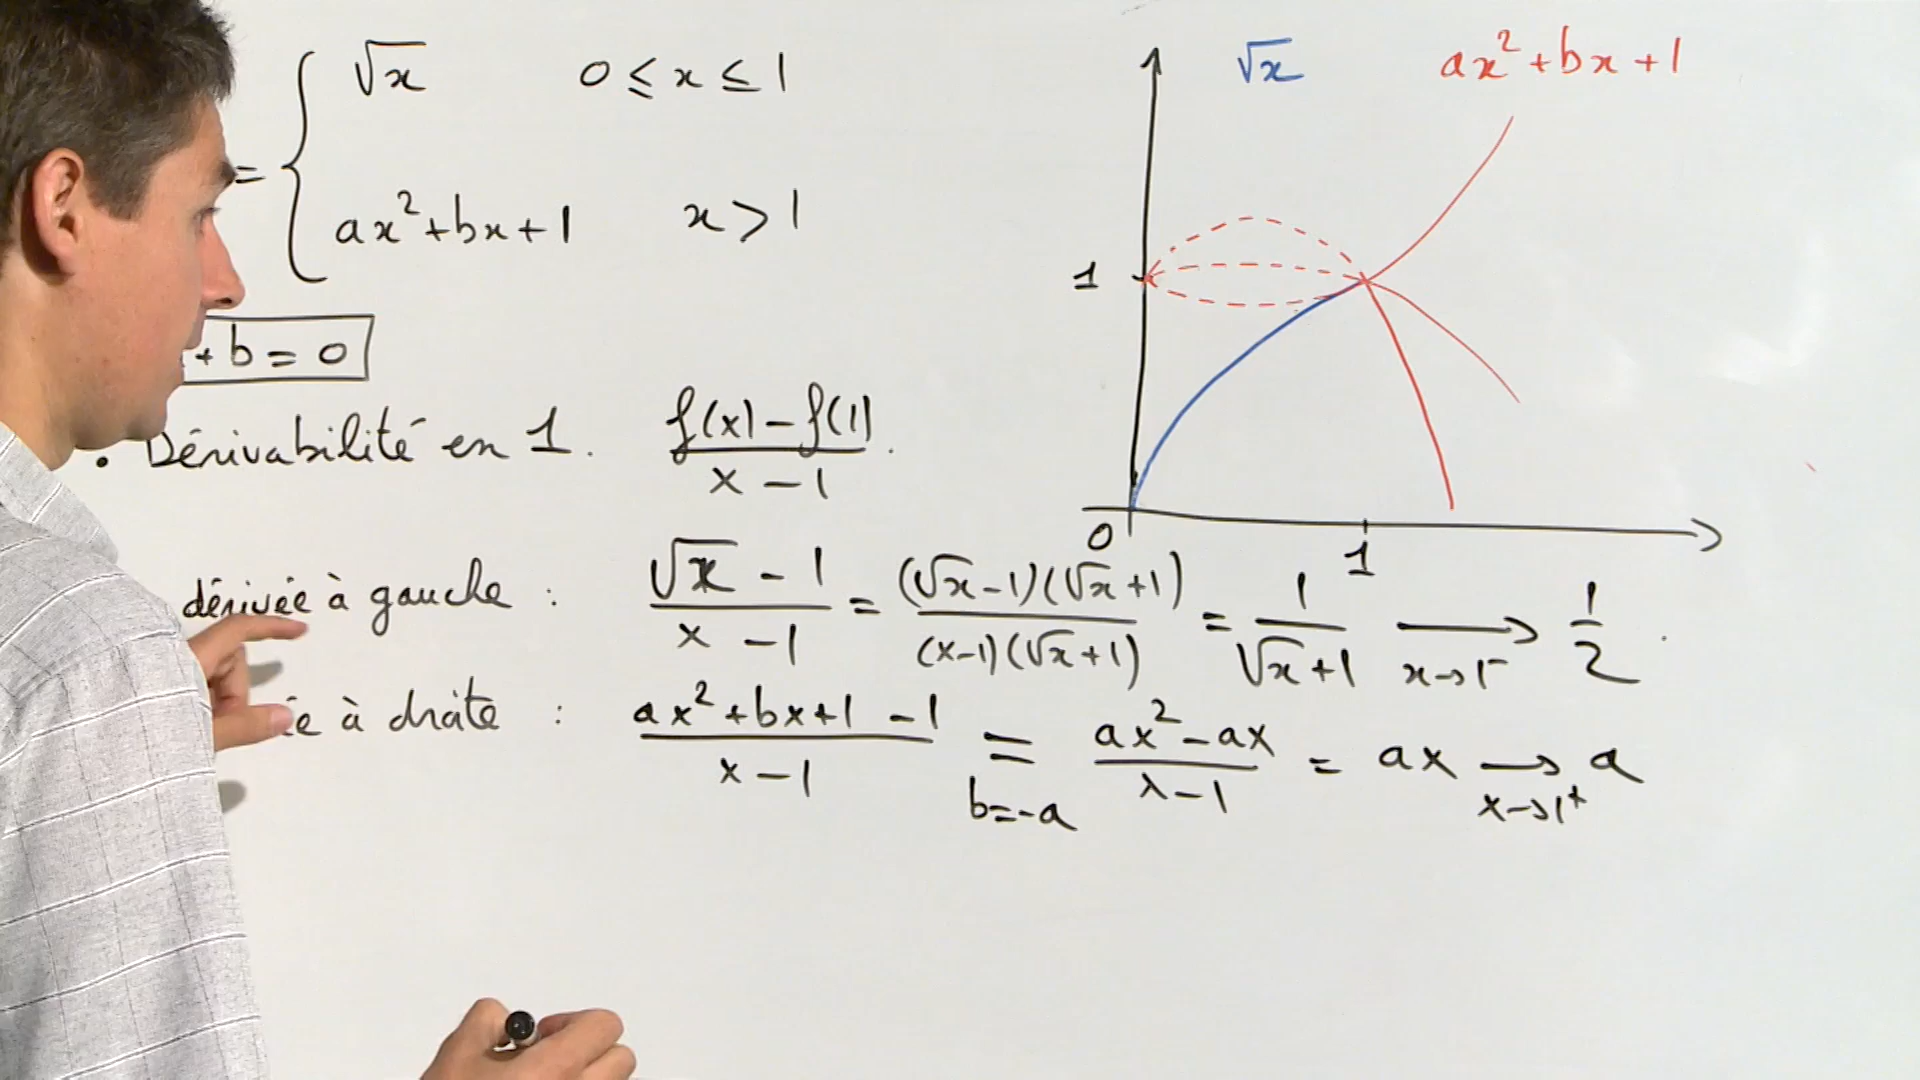 = { √x 0 ≤ x ≤ 1
ax²+bx+1 x > 1
+ b = 0
• Dérivabilité en 1. (f(x) − f(1))/(x − 1).
dérivée à gauche : (√x − 1)/(x − 1) = ((√x−1)(√x+1))/((x−1)(√x+1)) = 1/(√x+1) ⟶ x→1⁻ 1/2.
à droite : (ax²+bx+1 −1)/(x−1) = b=−a (ax²−ax)/(x−1) = ax ⟶ x→1⁺ a
√x ax²+bx+1
1
0 1